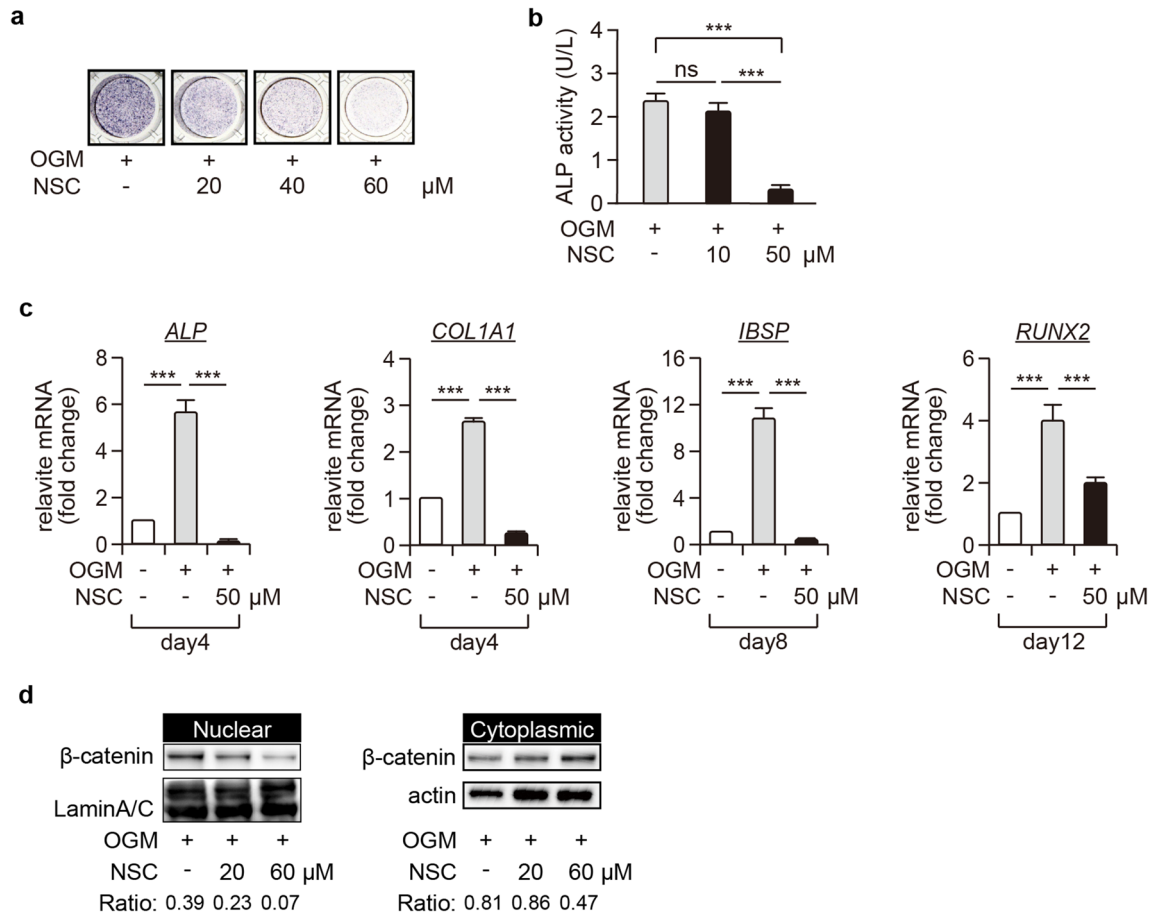 a
OGM + + + +
NSC - 20 40 60 µM
b
ALP activity (U/L)
4
3
2
1
0
***
ns ***
OGM + + +
NSC - 10 50 µM
c
ALP
relavite mRNA
(fold change)
8
6
4
2
0
*** ***
OGM - + +
NSC - - 50 µM
day4
COL1A1
relavite mRNA
(fold change)
4
3
2
1
0
*** ***
OGM - + +
NSC - - 50 µM
day4
IBSP
relavite mRNA
(fold change)
16
12
8
4
0
*** ***
OGM - + +
NSC - - 50 µM
day8
RUNX2
relavite mRNA
(fold change)
6
4
2
0
*** ***
OGM - + +
NSC - - 50 µM
day12
d
Nuclear
β-catenin
LaminA/C
OGM + + +
NSC - 20 60 µM
Ratio: 0.39 0.23 0.07
Cytoplasmic
β-catenin
actin
OGM + + +
NSC - 20 60 µM
Ratio: 0.81 0.86 0.47